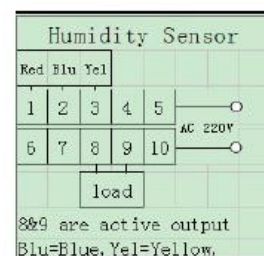 Humidity Sensor
Red Blu Yel
1 2 3 4 5
AC 220V
6 7 8 9 10
load
8&9 are active output
Blu=Blue, Yel=Yellow,